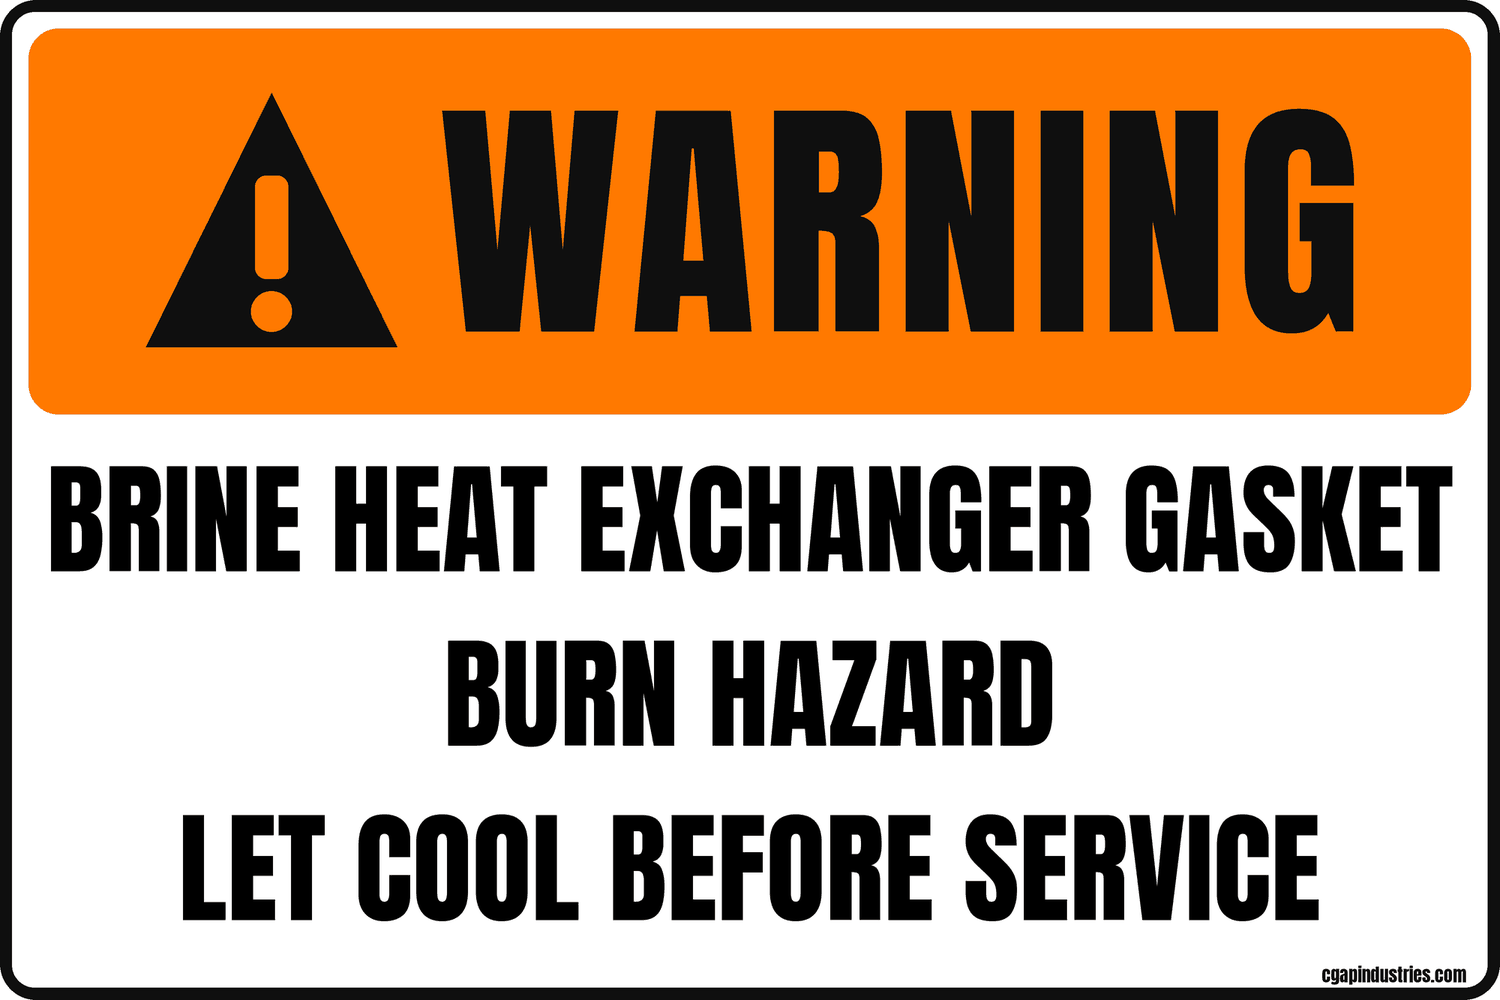 WARNING
BRINE HEAT EXCHANGER GASKET
BURN HAZARD
LET COOL BEFORE SERVICE
cgapindustries.com